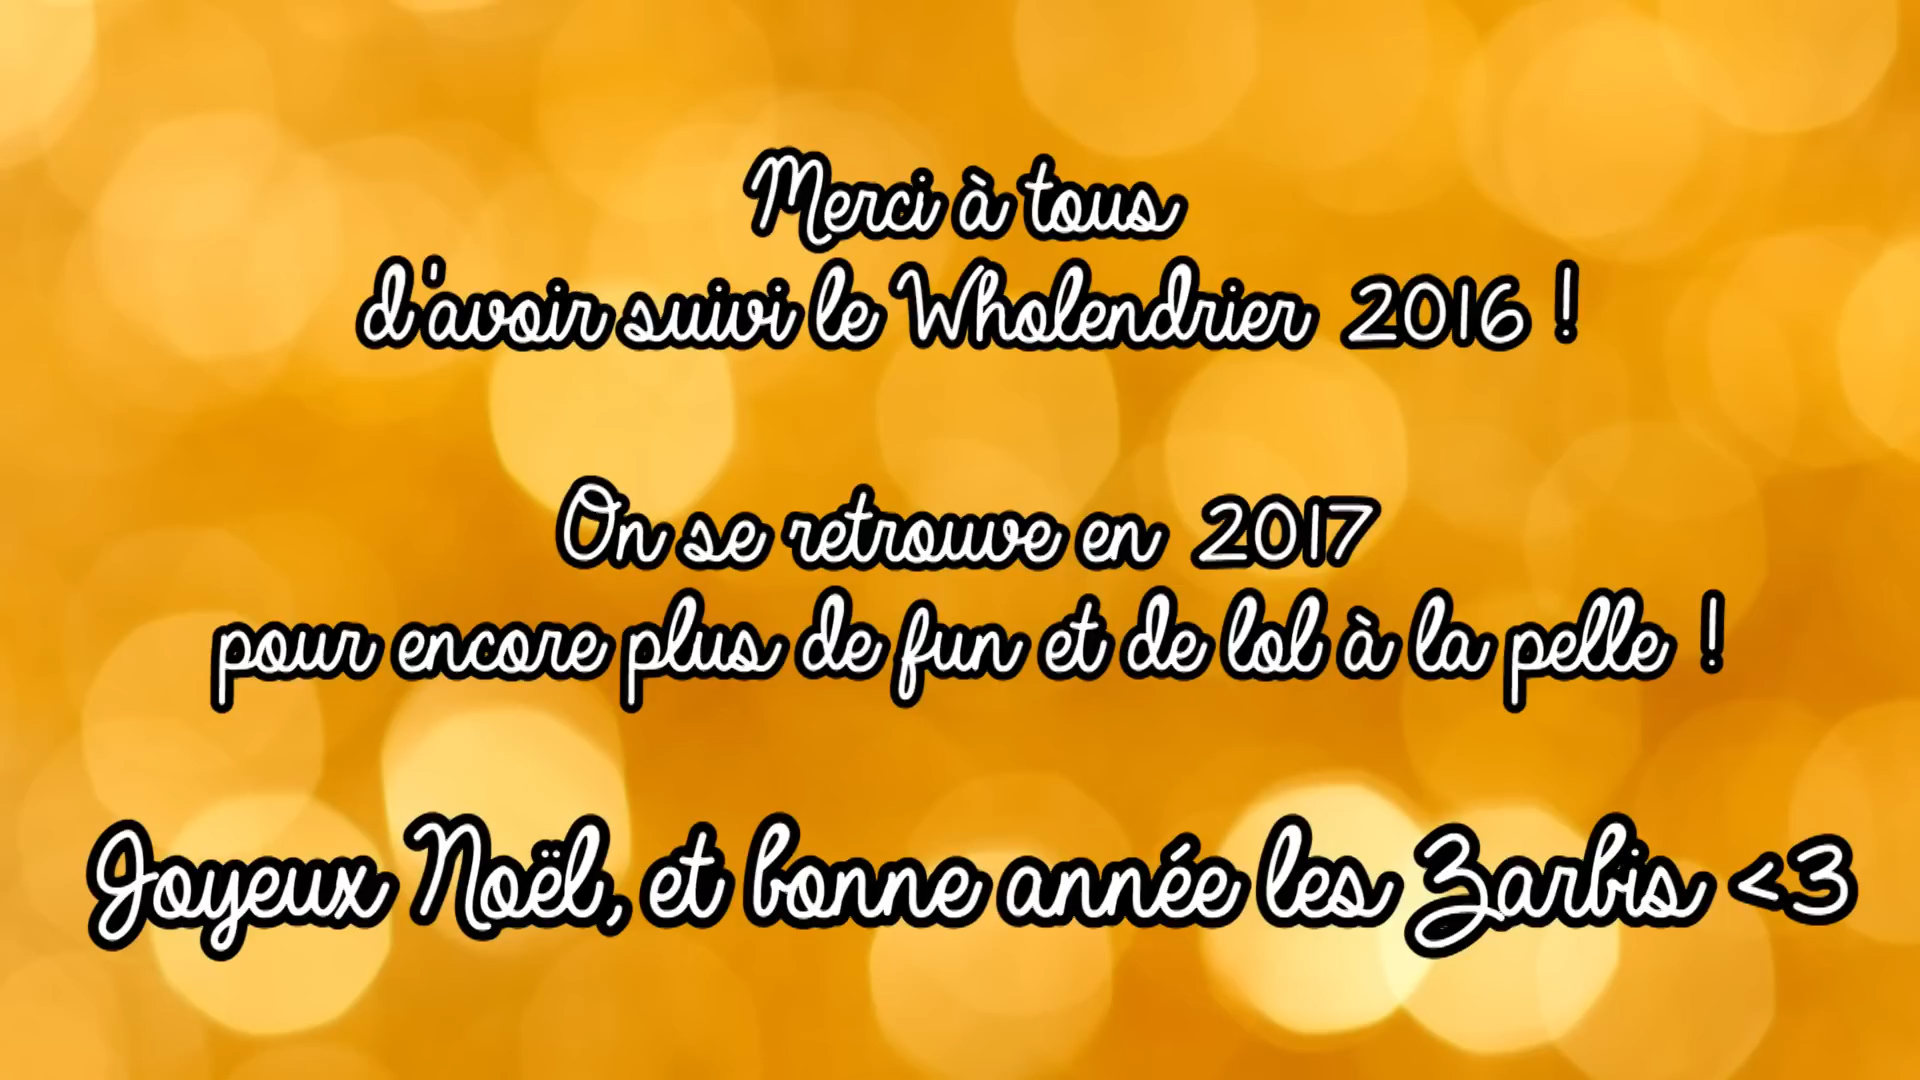 Merci à tous
d'avoir suivi le Wholendrier 2016 !
On se retrouve en 2017
pour encore plus de fun et de lol à la pelle !
Joyeux Noël, et bonne année les Zarbis <3